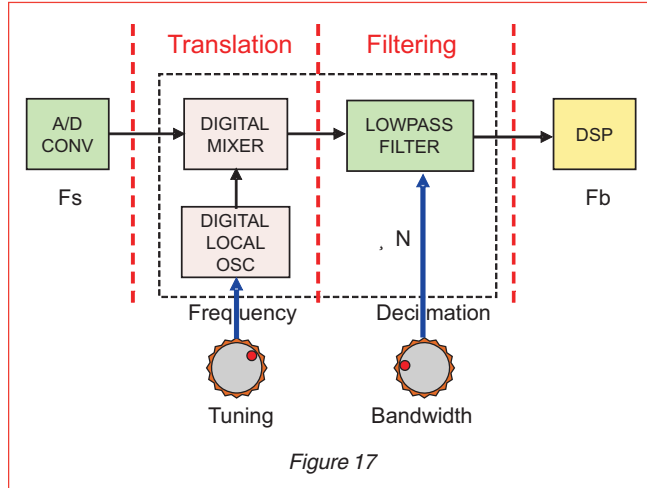 Translation
Filtering
A/D
CONV
DIGITAL
MIXER
LOWPASS
FILTER
DSP
Fs
Fb
DIGITAL
LOCAL
OSC
¸ N
Frequency
Decimation
Tuning
Bandwidth
Figure 17